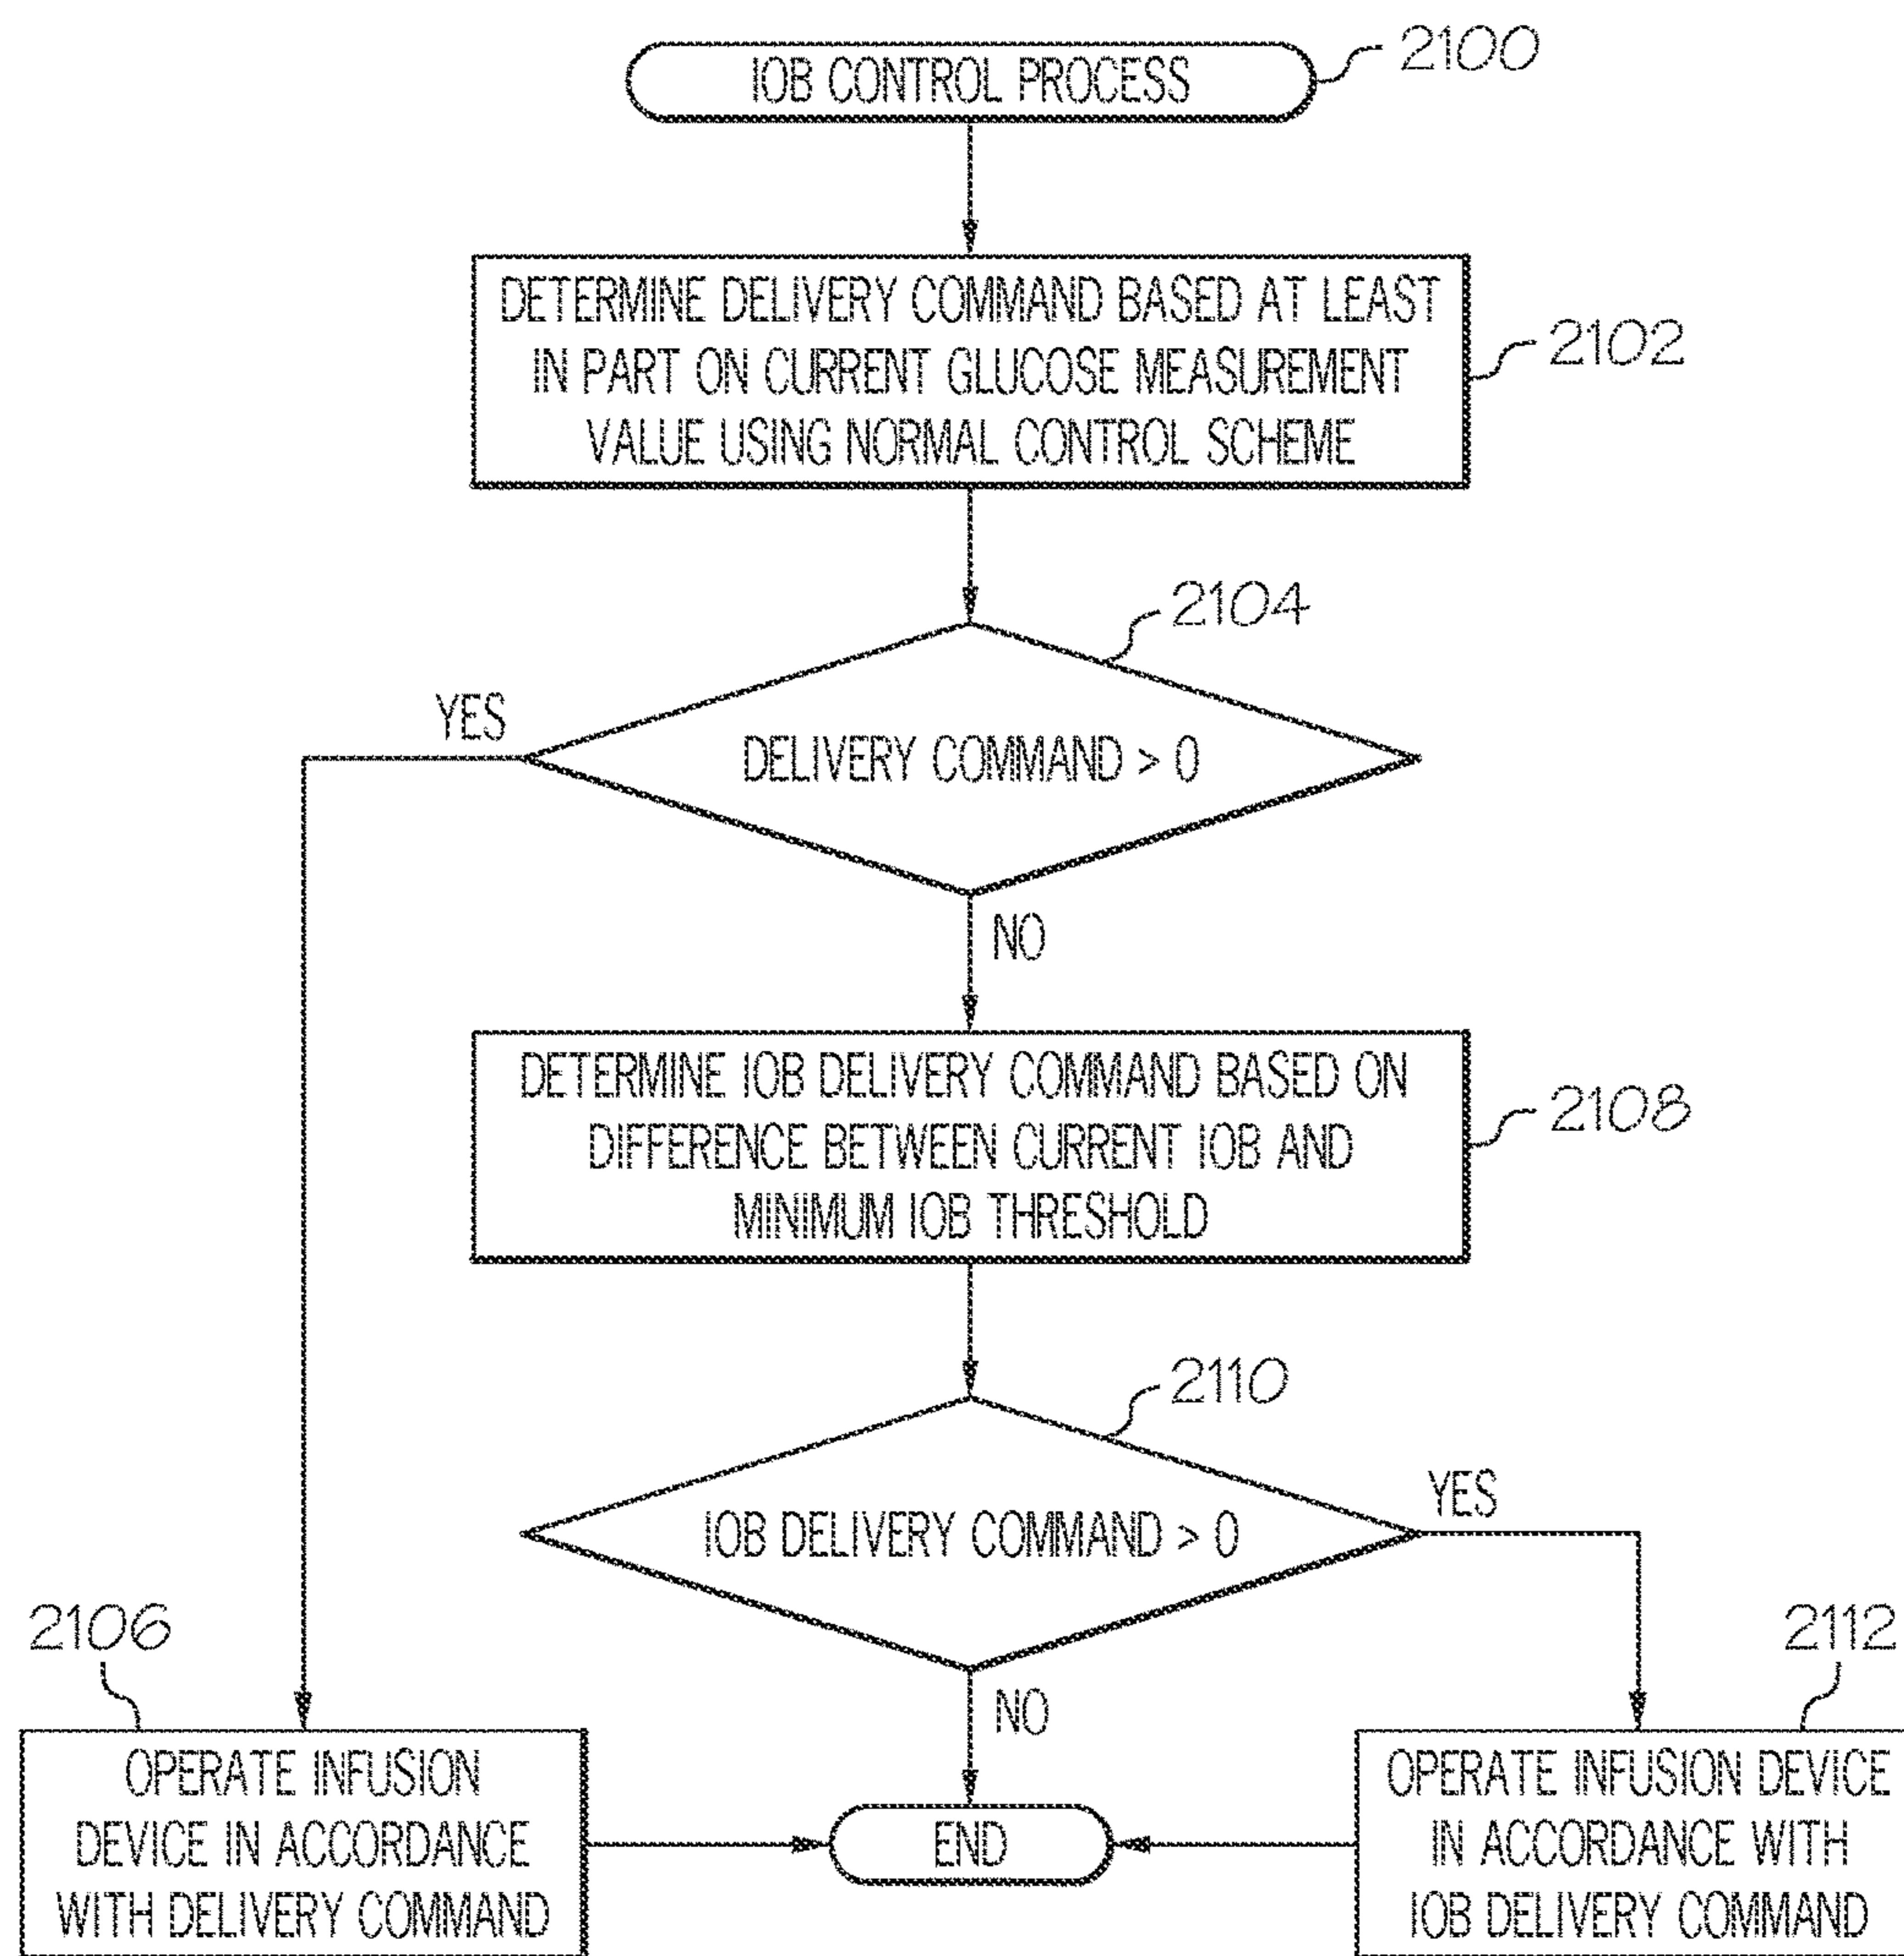 IOB CONTROL PROCESS
2100
DETERMINE DELIVERY COMMAND BASED AT LEAST
IN PART ON CURRENT GLUCOSE MEASUREMENT
VALUE USING NORMAL CONTROL SCHEME
2102
2104
YES
DELIVERY COMMAND > 0
NO
DETERMINE IOB DELIVERY COMMAND BASED ON
DIFFERENCE BETWEEN CURRENT IOB AND
MINIMUM IOB THRESHOLD
2108
2110
IOB DELIVERY COMMAND > 0
YES
NO
2106
OPERATE INFUSION
DEVICE IN ACCORDANCE
WITH DELIVERY COMMAND
END
2112
OPERATE INFUSION DEVICE
IN ACCORDANCE WITH
IOB DELIVERY COMMAND